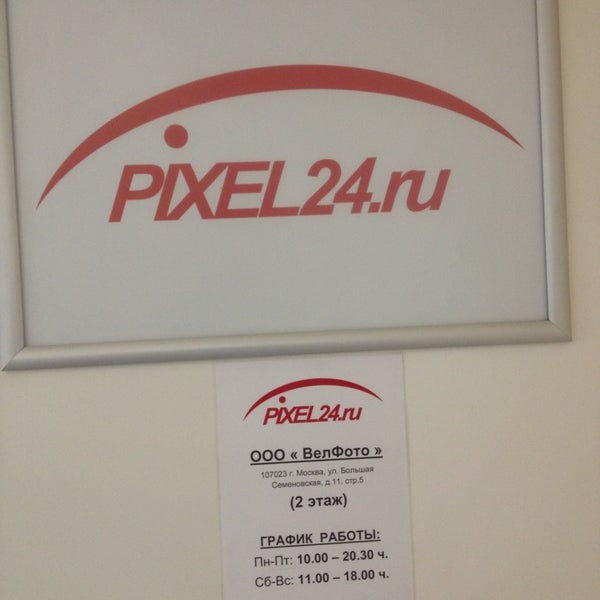 PiXEL24.ru
PiXEL24.ru
ООО « ВелФото »
107023 г. Москва, ул. Большая
Семеновская, д.11. стр.5
(2 этаж)
ГРАФИК РАБОТЫ:
Пн-Пт: 10.00 – 20.30 ч.
Сб-Вс: 11.00 – 18.00 ч.